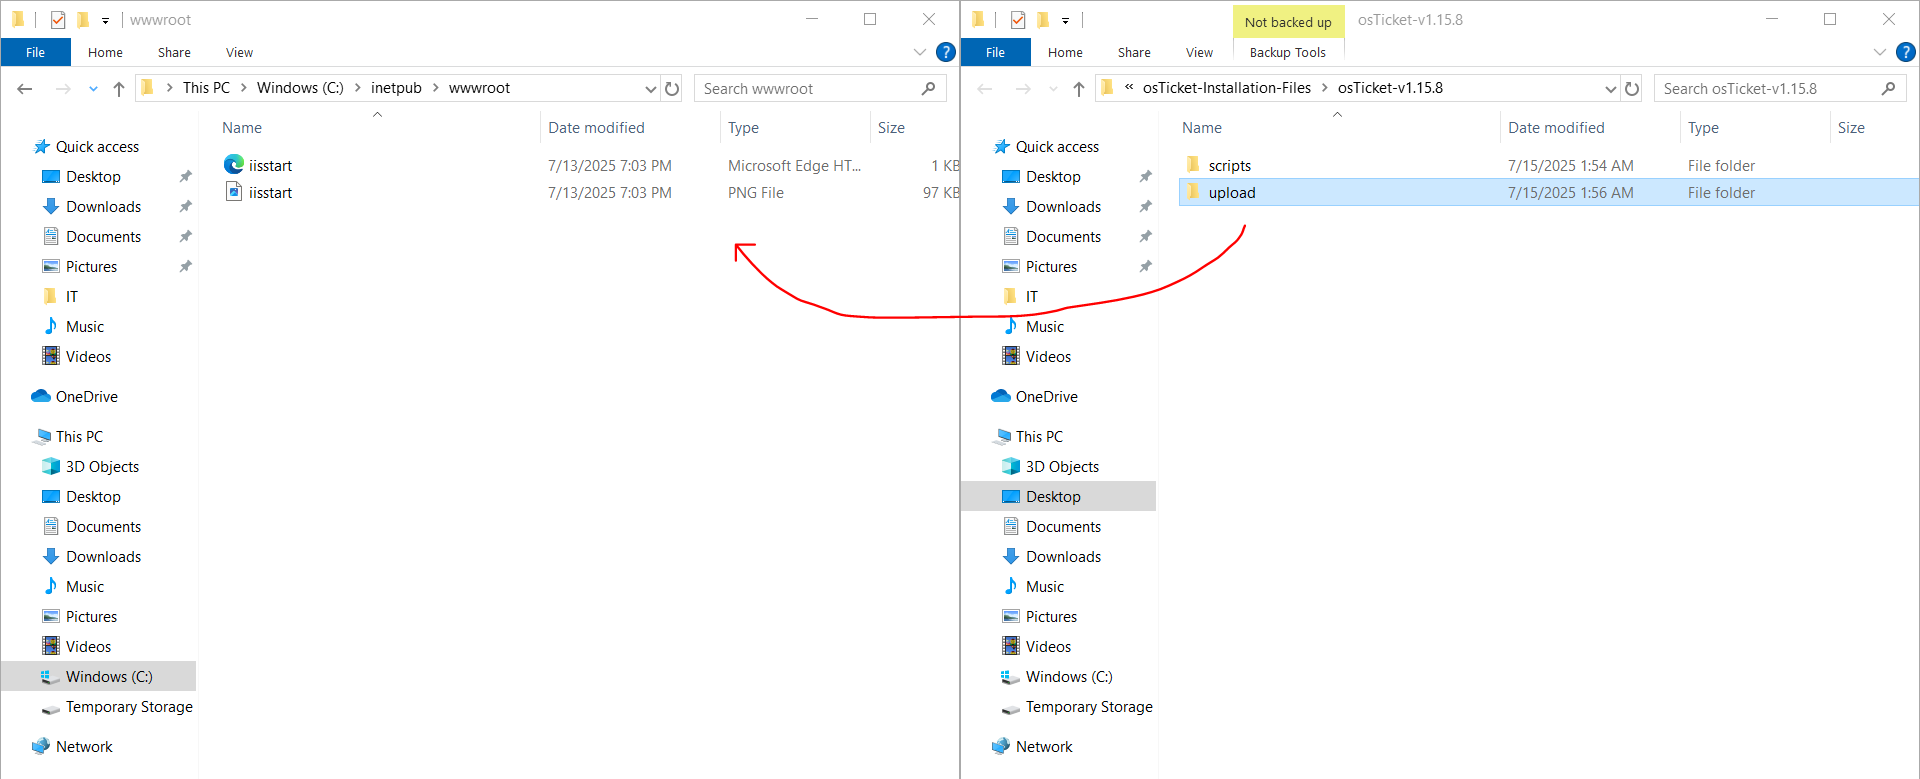 wwwroot
File Home Share View
This PC Windows (C:) inetpub wwwroot
Search wwwroot
Name Date modified Type Size
iisstart 7/13/2025 7:03 PM Microsoft Edge HT... 1 KB
iisstart 7/13/2025 7:03 PM PNG File 97 KB
Quick access
Desktop
Downloads
Documents
Pictures
IT
Music
Videos
OneDrive
This PC
3D Objects
Desktop
Documents
Downloads
Music
Pictures
Videos
Windows (C:)
Temporary Storage
Network
Not backed up osTicket-v1.15.8
File Home Share View Backup Tools
« osTicket-Installation-Files osTicket-v1.15.8
Search osTicket-v1.15.8
Name Date modified Type Size
scripts 7/15/2025 1:54 AM File folder
upload 7/15/2025 1:56 AM File folder
Quick access
Desktop
Downloads
Documents
Pictures
IT
Music
Videos
OneDrive
This PC
3D Objects
Desktop
Documents
Downloads
Music
Pictures
Videos
Windows (C:)
Temporary Storage
Network